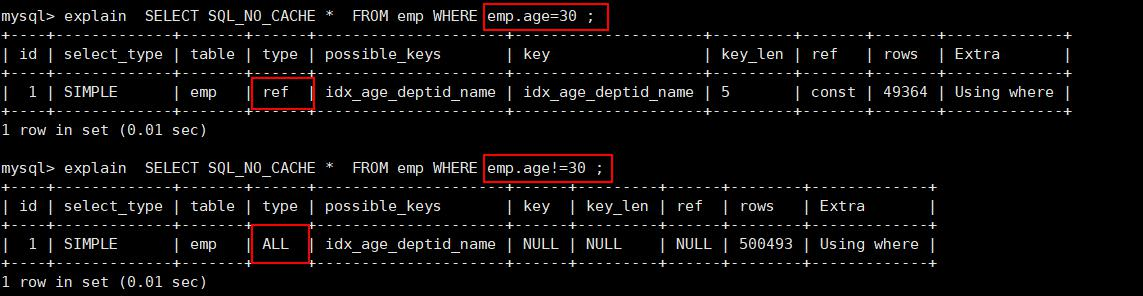 mysql> explain  SELECT SQL_NO_CACHE *  FROM emp WHERE emp.age=30 ;
+----+-------------+-------+------+----------------------+----------------------+---------+-------+-------+-------------+
| id | select_type | table | type | possible_keys        | key                  | key_len | ref   | rows  | Extra       |
+----+-------------+-------+------+----------------------+----------------------+---------+-------+-------+-------------+
|  1 | SIMPLE      | emp   | ref  | idx_age_deptid_name | idx_age_deptid_name | 5       | const | 49364 | Using where |
+----+-------------+-------+------+----------------------+----------------------+---------+-------+-------+-------------+
1 row in set (0.01 sec)
mysql> explain  SELECT SQL_NO_CACHE *  FROM emp WHERE emp.age!=30 ;
+----+-------------+-------+------+---------------------+------+---------+------+--------+-------------+
| id | select_type | table | type | possible_keys       | key  | key_len | ref  | rows   | Extra       |
+----+-------------+-------+------+---------------------+------+---------+------+--------+-------------+
|  1 | SIMPLE      | emp   | ALL  | idx_age_deptid_name | NULL | NULL    | NULL | 500493 | Using where |
+----+-------------+-------+------+---------------------+------+---------+------+--------+-------------+
1 row in set (0.01 sec)